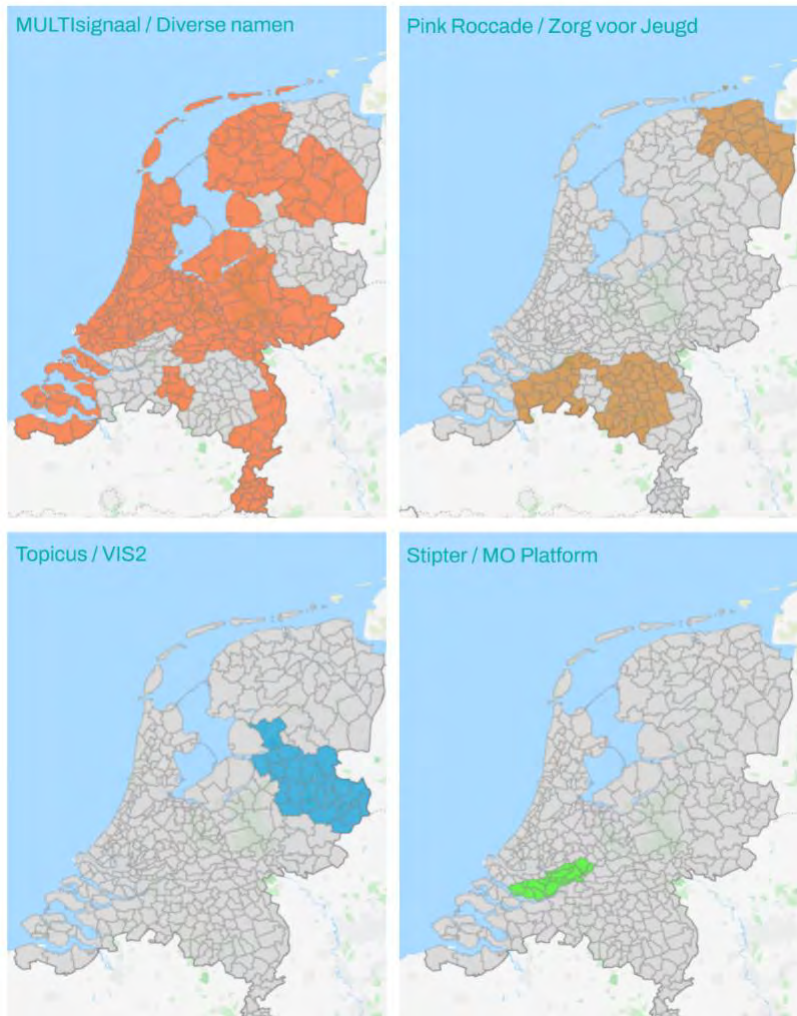 MULTIsignaal / Diverse namen
Pink Roccade / Zorg voor Jeugd
Topicus / VIS2
Stipter / MO Platform